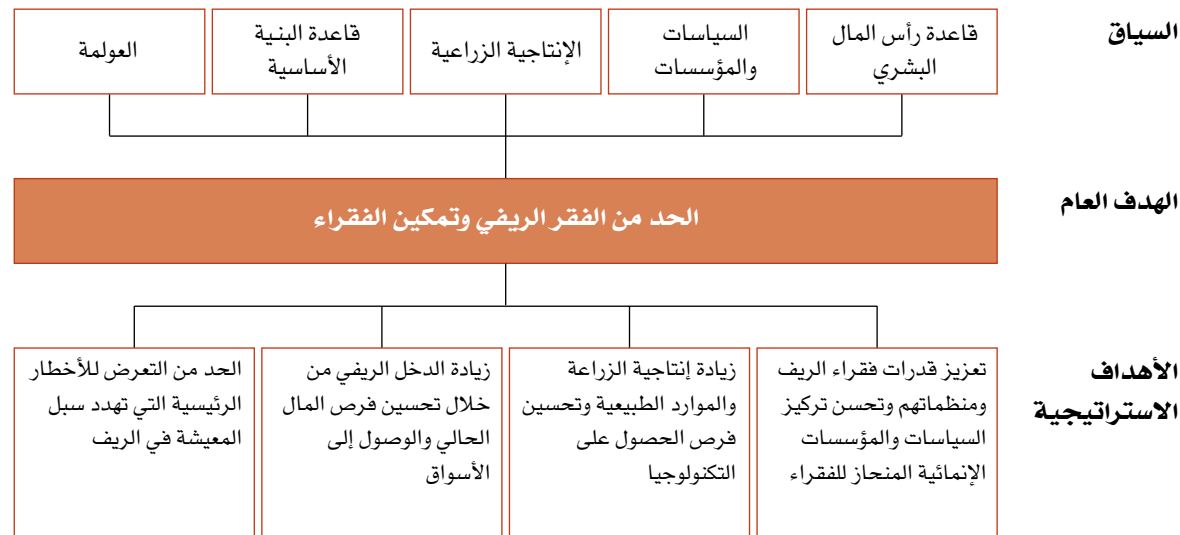 السياق
قاعدة رأس المال
البشري
السياسات
والمؤسسات
الإنتاجية الزراعية
قاعدة البنية
الأساسية
العولمة
الهدف العام
الحد من الفقر الريفي وتمكين الفقراء
الأهداف
الاستراتيجية
تعزيز قدرات فقراء الريف
ومنظماتهم وتحسن تركيز
السياسات والمؤسسات
الإنمائية المنحاز للفقراء
زيادة إنتاجية الزراعة
والموارد الطبيعية وتحسين
فرص الحصول على
التكنولوجيا
زيادة الدخل الريفي من
خلال تحسين فرص المال
الحالي والوصول إلى
الأسواق
الحد من التعرض للأخطار
الرئيسية التي تهدد سبل
المعيشة في الريف